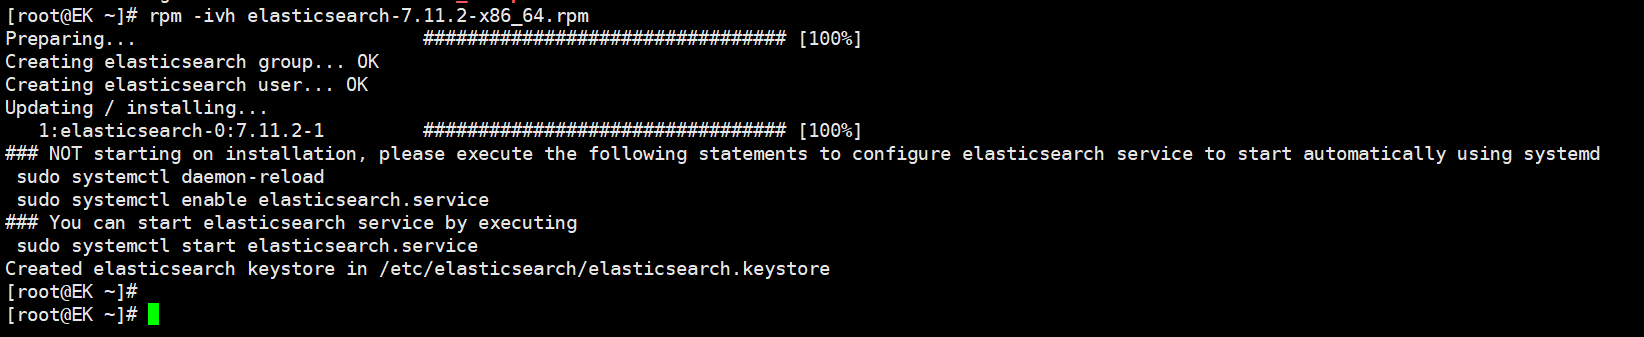 [root@EK ~]# rpm -ivh elasticsearch-7.11.2-x86_64.rpm
Preparing...                          ################################# [100%]
Creating elasticsearch group... OK
Creating elasticsearch user... OK
Updating / installing...
   1:elasticsearch-0:7.11.2-1         ################################# [100%]
### NOT starting on installation, please execute the following statements to configure elasticsearch service to start automatically using systemd
 sudo systemctl daemon-reload
 sudo systemctl enable elasticsearch.service
### You can start elasticsearch service by executing
 sudo systemctl start elasticsearch.service
Created elasticsearch keystore in /etc/elasticsearch/elasticsearch.keystore
[root@EK ~]#
[root@EK ~]#